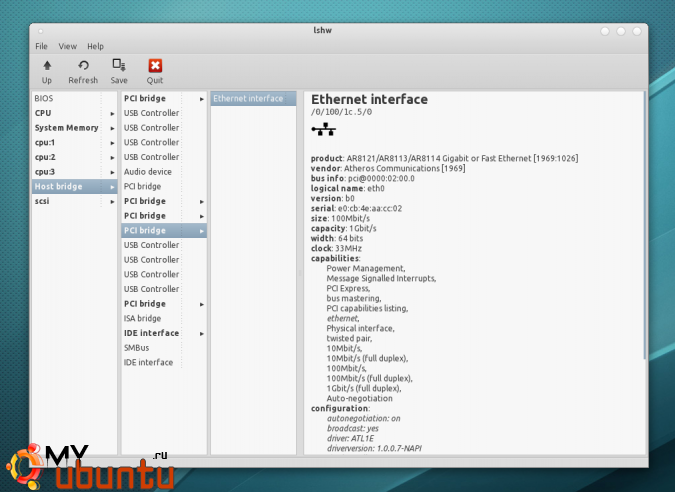 lshw
File View Help
Up Refresh Save Quit
BIOS
CPU
System Memory
cpu:1
cpu:2
cpu:3
Host bridge
scsi
PCI bridge
USB Controller
USB Controller
USB Controller
USB Controller
Audio device
PCI bridge
PCI bridge
PCI bridge
PCI bridge
USB Controller
USB Controller
USB Controller
USB Controller
PCI bridge
ISA bridge
IDE interface
SMBus
IDE interface
Ethernet interface
Ethernet interface
/0/100/1c.5/0
product: AR8121/AR8113/AR8114 Gigabit or Fast Ethernet [1969:1026]
vendor: Atheros Communications [1969]
bus info: pci@0000:02:00.0
logical name: eth0
version: b0
serial: e0:cb:4e:aa:cc:02
size: 100Mbit/s
capacity: 1Gbit/s
width: 64 bits
clock: 33MHz
capabilities:
Power Management,
Message Signalled Interrupts,
PCI Express,
bus mastering,
PCI capabilities listing,
ethernet,
Physical interface,
twisted pair,
10Mbit/s,
10Mbit/s (full duplex),
100Mbit/s,
100Mbit/s (full duplex),
1Gbit/s (full duplex),
Auto-negotiation
configuration:
autonegotiation: on
broadcast: yes
driver: ATL1E
driverversion: 1.0.0.7-NAPI
MY
ubuntu.ru